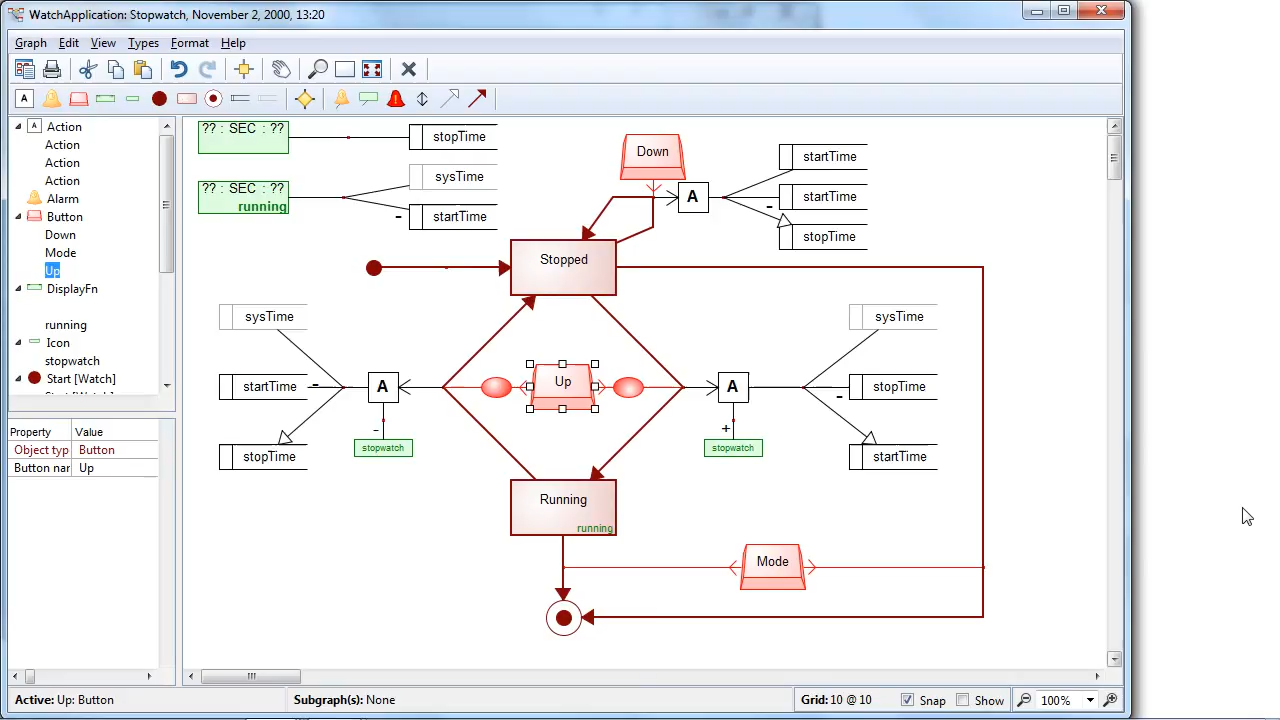 WatchApplication: Stopwatch, November 2, 2000, 13:20
Graph Edit View Types Format Help
A
Action
Action
Action
Action
Alarm
Button
Down
Mode
Up
DisplayFn
running
Icon
stopwatch
Start [Watch]
Property Value
Object typ Button
Button nar Up
?? : SEC : ??
stopTime
?? : SEC : ??
running
sysTime
startTime
Down
A
startTime
startTime
stopTime
Stopped
sysTime
startTime
stopTime
A
stopwatch
Up
A
stopwatch
sysTime
stopTime
startTime
Running
running
Mode
Active: Up: Button Subgraph(s): None Grid: 10 @ 10 Snap Show 100%